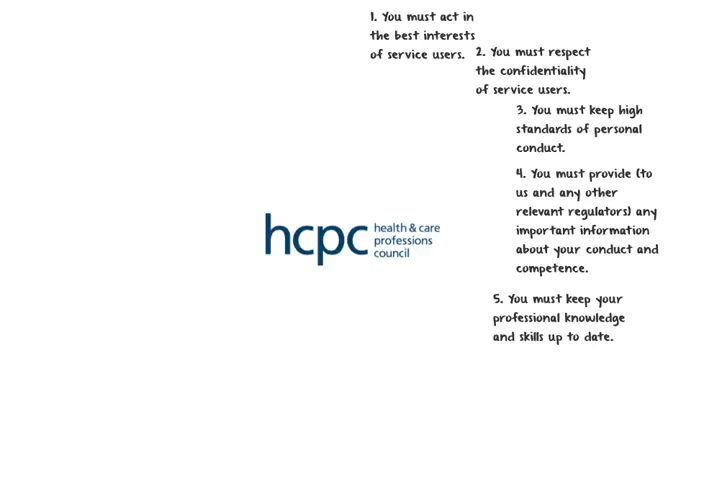 1. You must act in
the best interests
of service users.
2. You must respect
the confidentiality
of service users.
3. You must keep high
standards of personal
conduct.
4. You must provide (to
us and any other
relevant regulators) any
important information
about your conduct and
competence.
hcpc
health & care
professions
council
5. You must keep your
professional knowledge
and skills up to date.